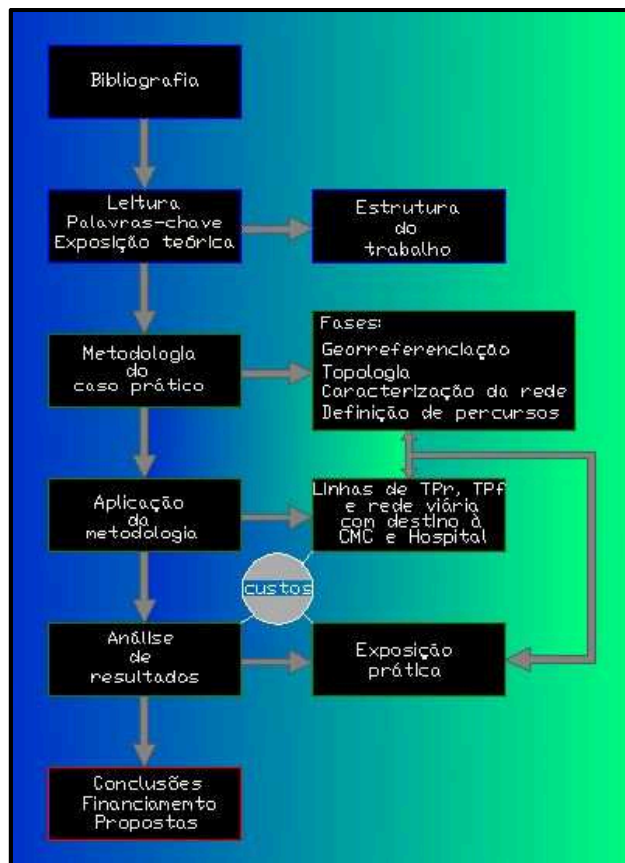 Bibliografia
Leitura
Palavras-chave
Exposição teórica
Estrutura
do
trabalho
Metodologia
do
caso prático
Fases:
Georreferenciação
Topologia
Caracterização da rede
Definição de percursos
Aplicação
da
metodologia
Linhas de TPr, TPf
e rede viária
com destino à
CMC e Hospital
custos
Análise
de
resultados
Exposição
prática
Conclusões
Financiamento
Propostas